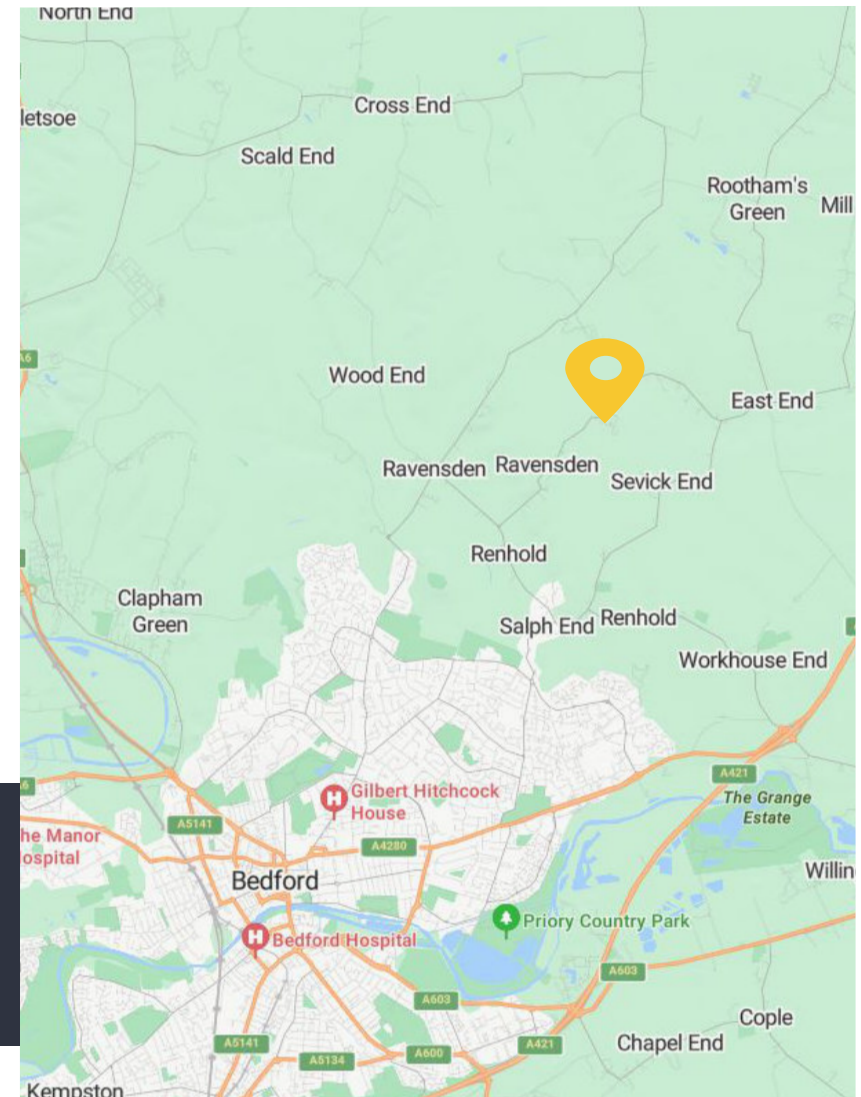 North End
Cross End
letsoe
Scald End
Rootham's
Green
Mill
A6
Wood End
East End
Ravensden
Ravensden
Sevick End
Renhold
Clapham
Green
Salph End
Renhold
Workhouse End
A421
Gilbert Hitchcock
House
The Grange
Estate
A5141
he Manor
ospital
A4280
Willin
Bedford
Priory Country Park
Bedford Hospital
A603
A603
Cople
A5141
A5134
A600
A421
Chapel End
Kempston